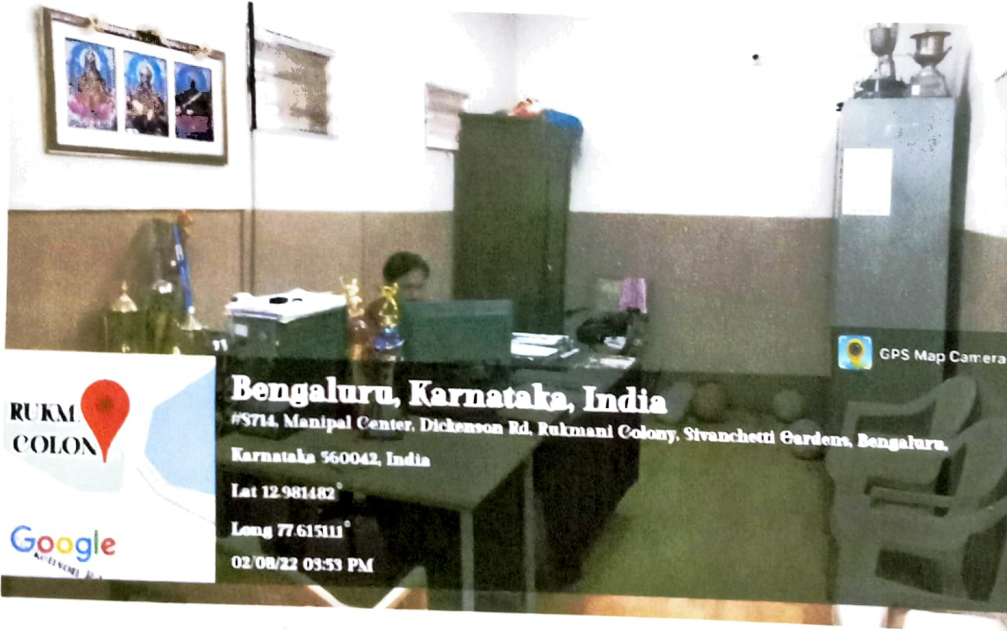 GPS Map Camera
Bengaluru, Karnataka, India
#S714, Manipal Center, Dickenson Rd, Rukmani Colony, Sivanchetti Gardens, Bengaluru,
Karnataka 560042, India
Lat 12.981482°
Long 77.615111°
02/08/22 03:53 PM
RUKM
COLON
Google